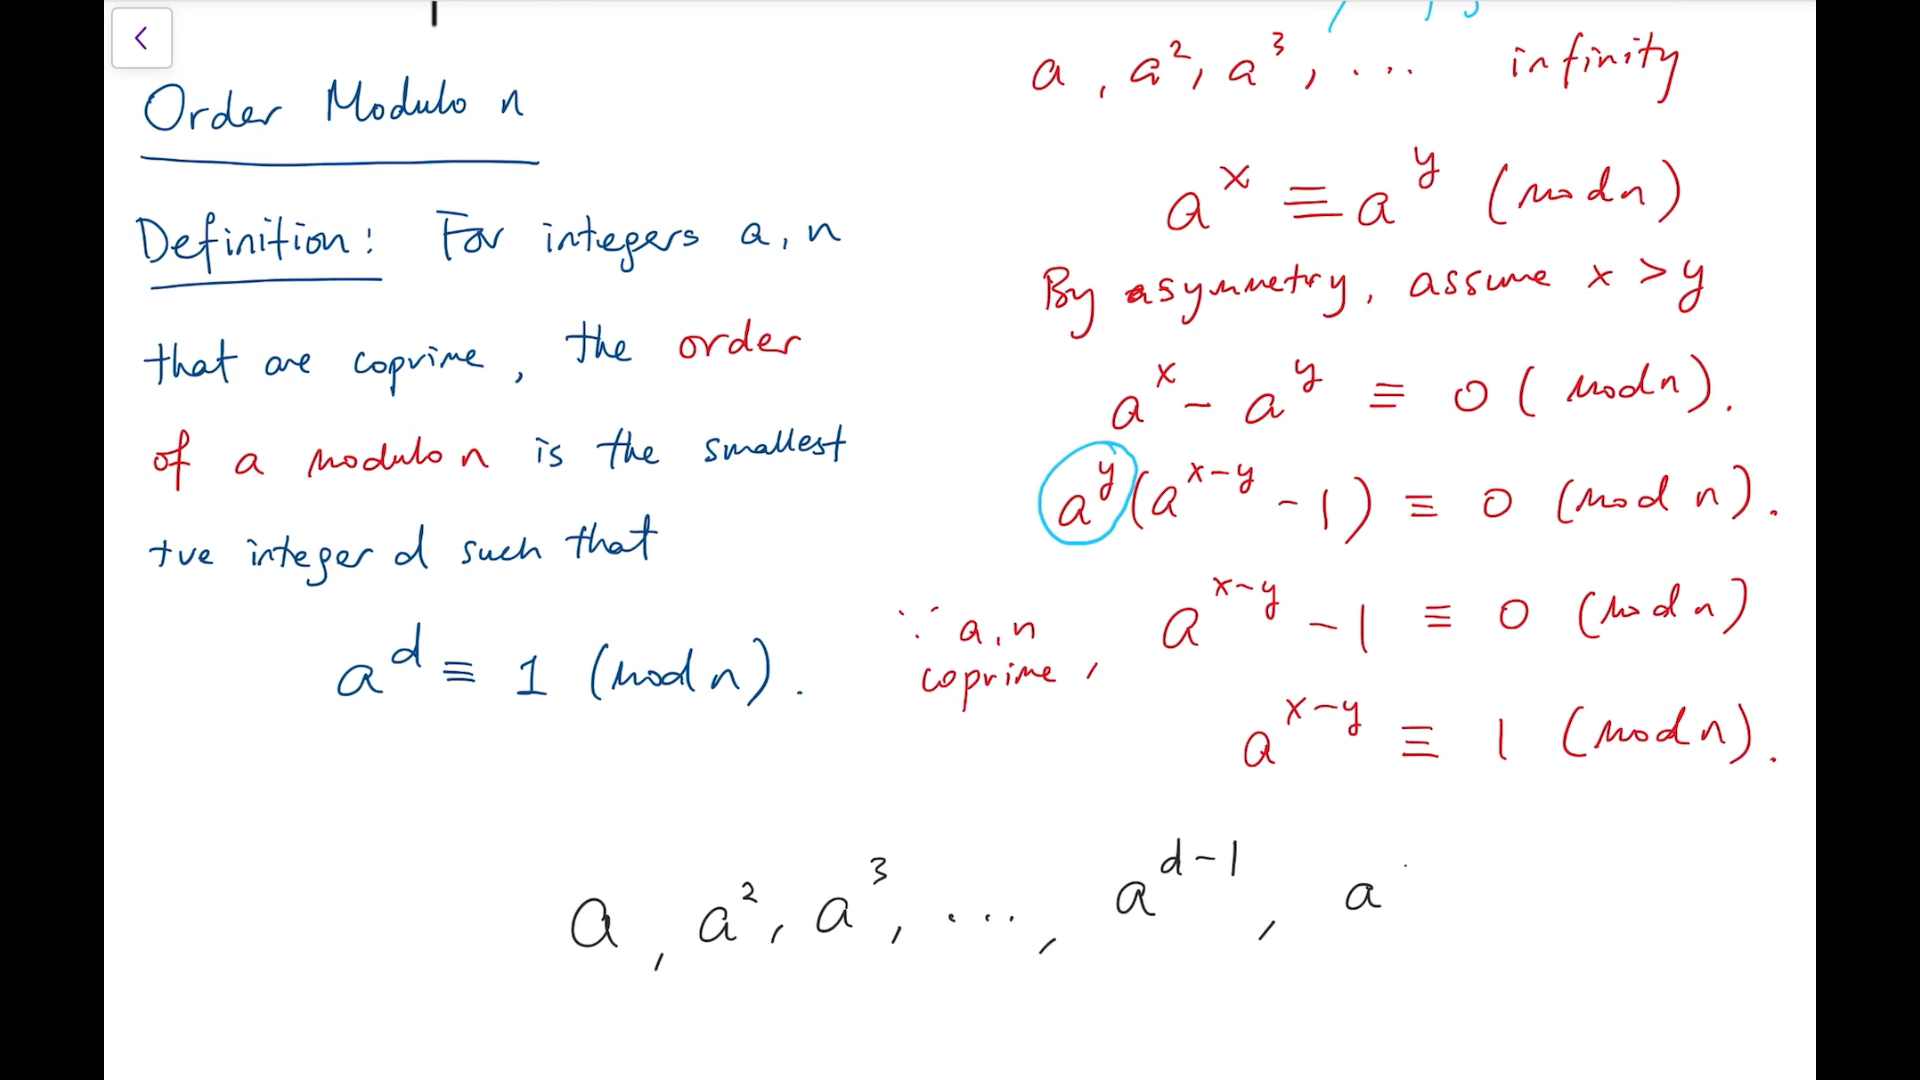 Order Modulo n
Definition: For integers a, n
that are coprime, the order
of a modulo n is the smallest
+ve integer d such that
a^d ≡ 1 (mod n).
a, a², a³, ... infinity
a^x ≡ a^y (mod n)
By asymmetry, assume x > y
a^x - a^y ≡ 0 (mod n).
a^y (a^{x-y} - 1) ≡ 0 (mod n).
∵ a, n coprime, a^{x-y} - 1 ≡ 0 (mod n)
a^{x-y} ≡ 1 (mod n).
a, a², a³, ..., a^{d-1}, a